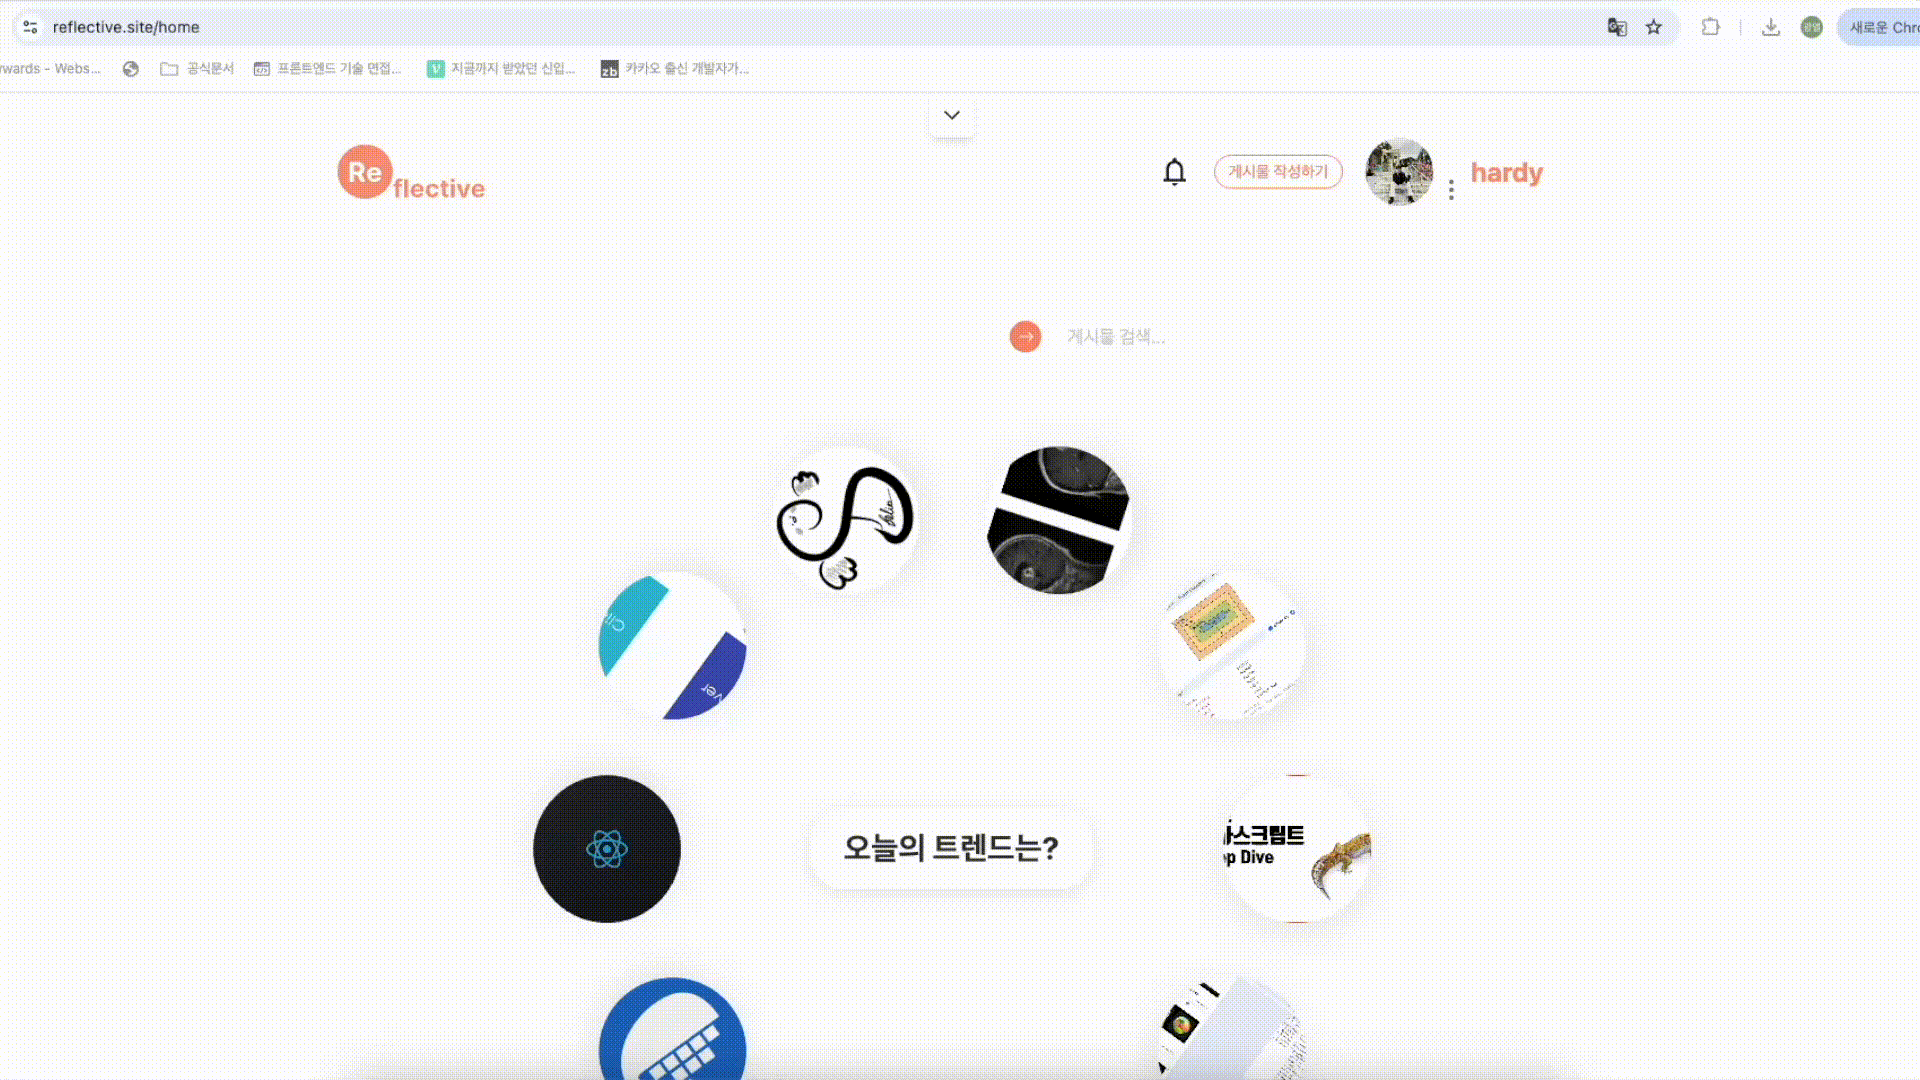 reflective.site/home
새로운 Chro
wards - Webs...
공식문서
프론트엔드 기술 면접...
지금까지 받았던 신입...
카카오 출신 개발자가...
Re
flective
게시물 작성하기
hardy
게시물 검색...
오늘의 트렌드는?
스크립트
p Dive
ver